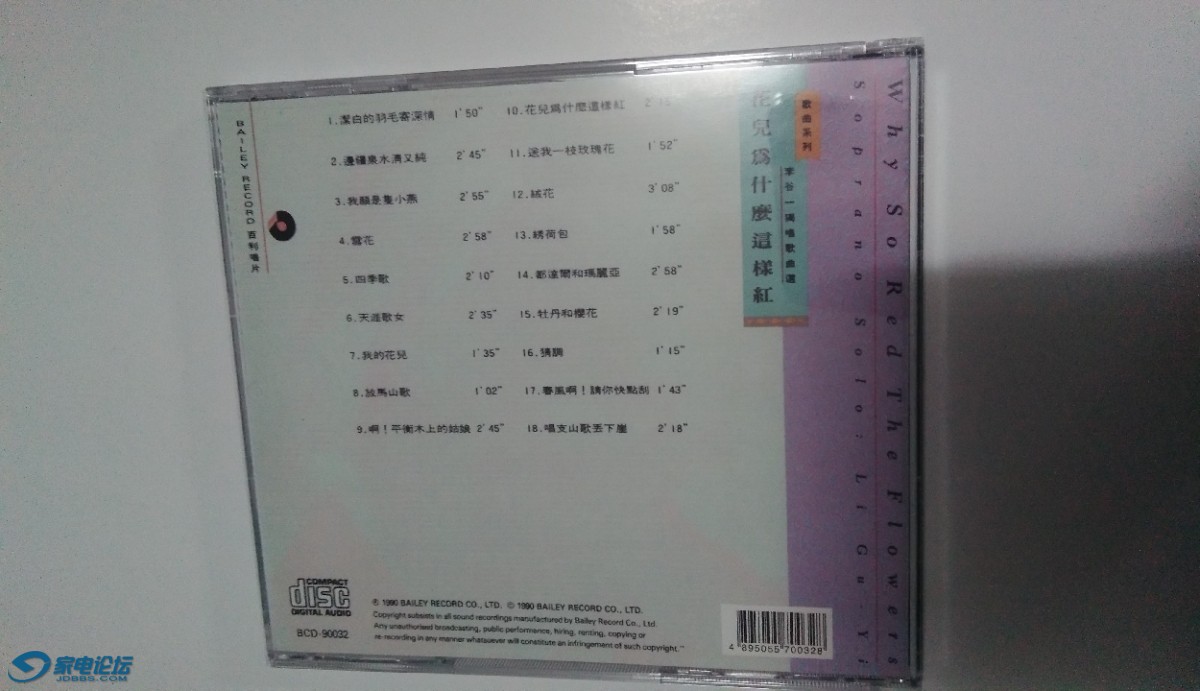 BAILEY RECORD 百利唱片
1.潔白的羽毛寄深情 1'50"
2.邊疆泉水清又純 2'45"
3.我願是隻小燕 2'55"
4.雪花 2'58"
5.四季歌 2'10"
6.天涯歌女 2'35"
7.我的花兒 1'35"
8.放馬山歌 1'02"
9.啊！平衡木上的姑娘 2'45"
10.花兒爲什麼這樣紅
11.送我一枝玫瑰花 1'52"
12.絨花 3'08"
13.綉荷包 1'58"
14.都達爾和瑪麗亞 2'58"
15.牡丹和櫻花 2'19"
16.猜調 1'15"
17.春風啊！請你快點刮 1'43"
18.唱支山歌丟下崖 2'18"
歌曲系列
花兒爲什麼這樣紅
李谷一獨唱歌曲選
Why So Red The Flowers
Soprano Solo: Li Gu-Yi
COMPACT
disc
DIGITAL AUDIO
BCD-90032
℗ 1990 BAILEY RECORD CO., LTD. © 1990 BAILEY RECORD CO., LTD.
Copyright subsists in all sound recordings manufactured by Bailey Record Co., Ltd.
Any unauthorised broadcasting, public performance, hiring, renting, copying or
re-recording in any manner whatsoever will constitute an infringement of such copyright."
4 895055 700328
家电论坛
JDBBS.COM